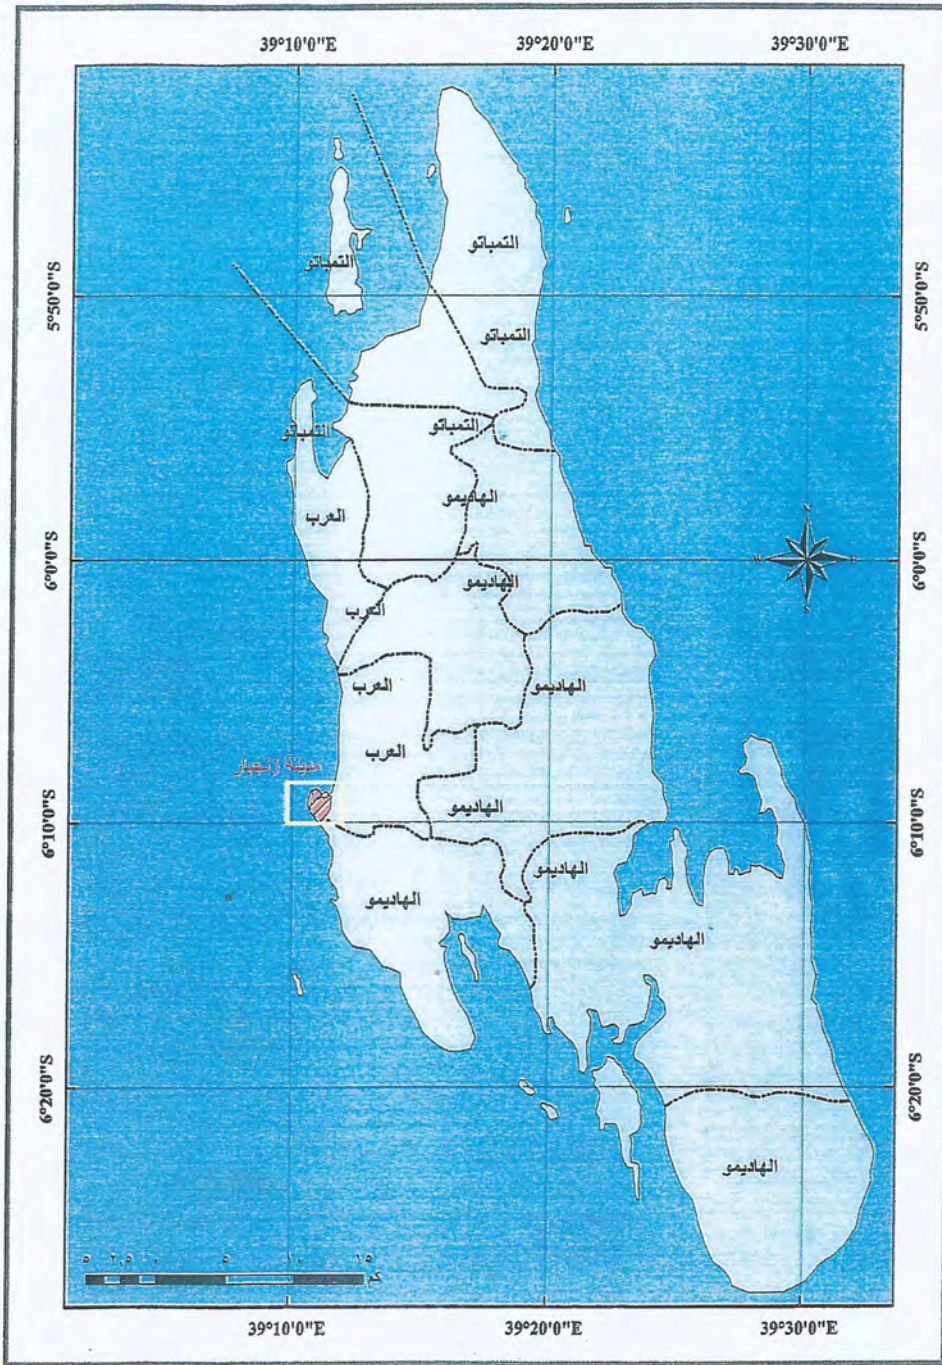 39°10'0"E 39°20'0"E 39°30'0"E
التمباتو
التمباتو
5°50'0"S 5°50'0"S
التمباتو
التمباتو
التمباتو
الهاديمو
العرب
N
W E
S
6°0'0"S 6°0'0"S
الهاديمو
العرب
العرب
الهاديمو
العرب
مدينة زنجبار
الهاديمو
6°10'0"S 6°10'0"S
الهاديمو
الهاديمو
الهاديمو
6°20'0"S 6°20'0"S
الهاديمو
٥ ٢,٥ ٠ ٥ ١٠ ١٥
كم
39°10'0"E 39°20'0"E 39°30'0"E